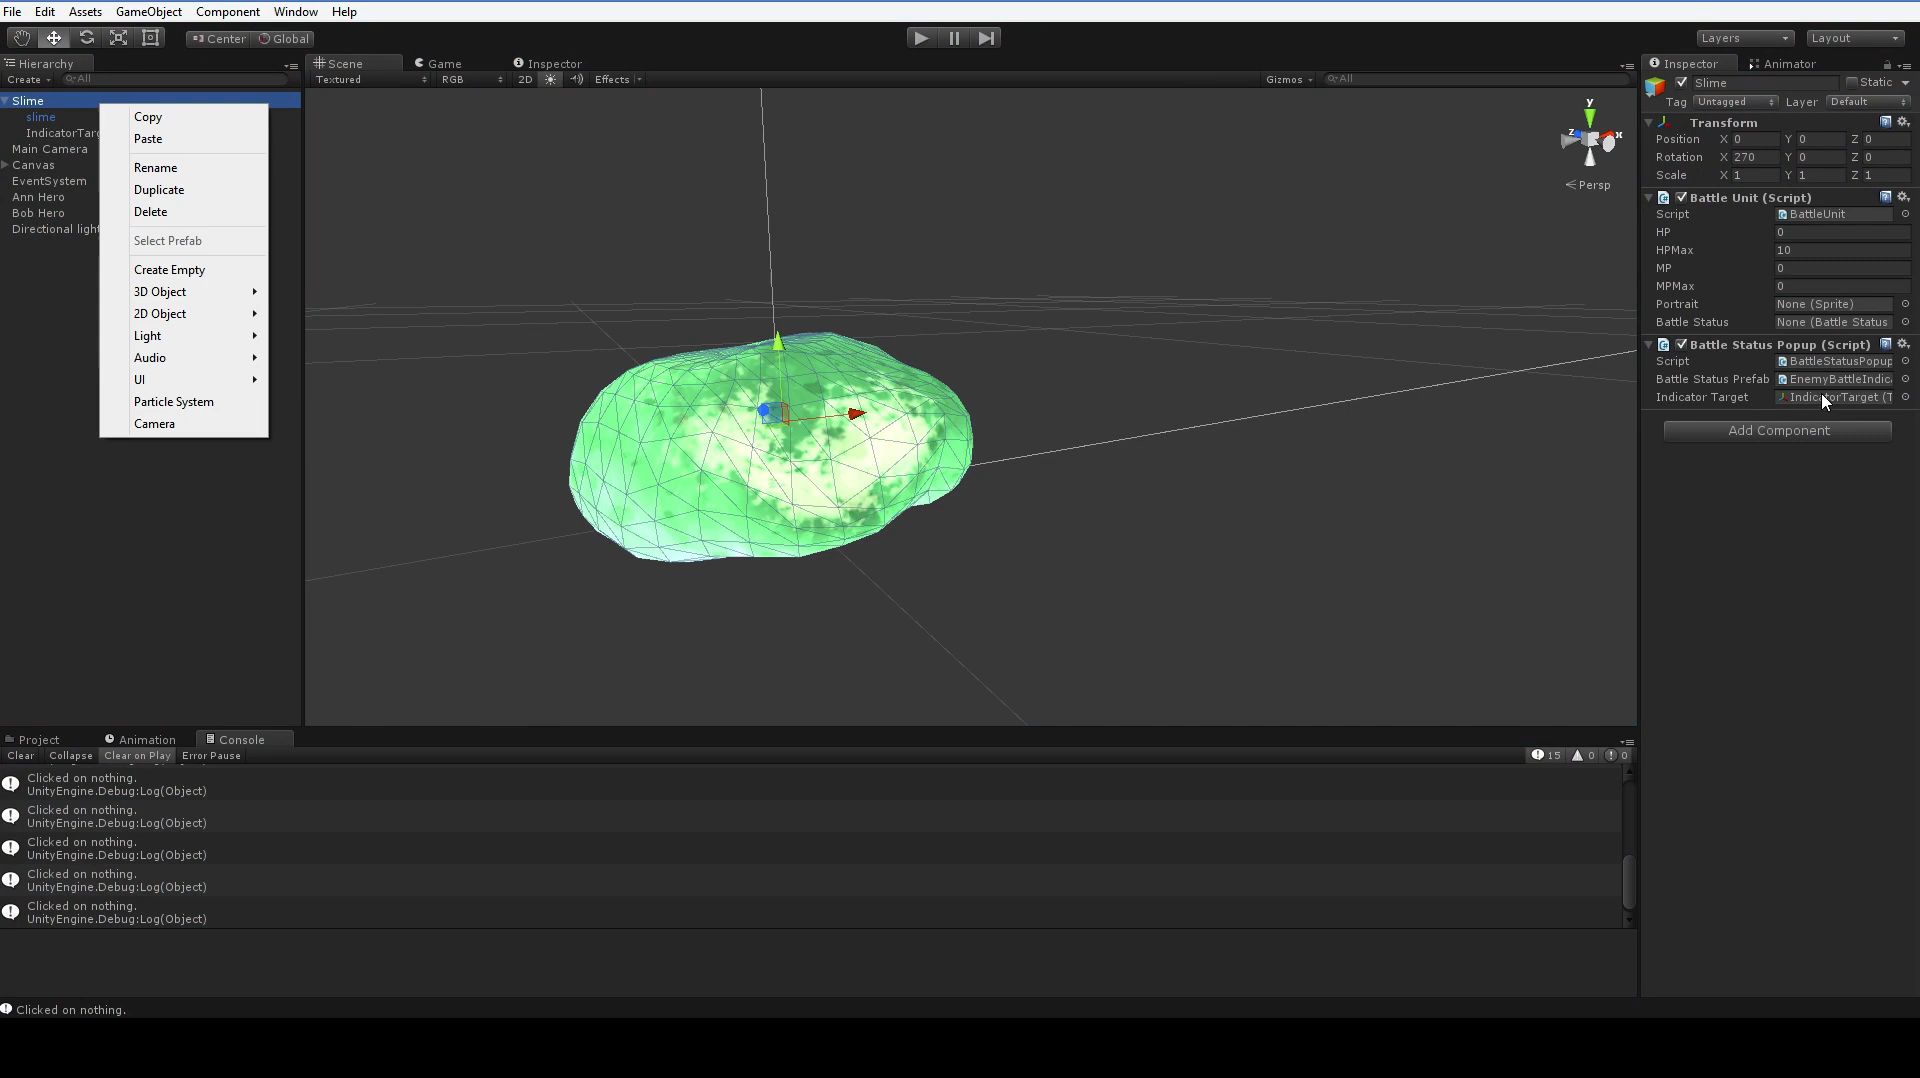 File Edit Assets GameObject Component Window Help
Center Global
Layers Layout
Hierarchy
Create All
Slime
slime
IndicatorTarg
Main Camera
Canvas
EventSystem
Ann Hero
Bob Hero
Directional light
Copy
Paste
Rename
Duplicate
Delete
Select Prefab
Create Empty
3D Object
2D Object
Light
Audio
UI
Particle System
Camera
Scene Game Inspector
Textured RGB 2D Effects Gizmos All
y
z x
Persp
Inspector Animator
Slime Static
Tag Untagged Layer Default
Transform
Position X 0 Y 0 Z 0
Rotation X 270 Y 0 Z 0
Scale X 1 Y 1 Z 1
Battle Unit (Script)
Script BattleUnit
HP 0
HPMax 10
MP 0
MPMax 0
Portrait None (Sprite)
Battle Status None (Battle Status
Battle Status Popup (Script)
Script BattleStatusPopup
Battle Status Prefab EnemyBattleIndica
Indicator Target IndicatorTarget (T
Add Component
Project Animation Console
Clear Collapse Clear on Play Error Pause 15 0 0
Clicked on nothing.
UnityEngine.Debug:Log(Object)
Clicked on nothing.
UnityEngine.Debug:Log(Object)
Clicked on nothing.
UnityEngine.Debug:Log(Object)
Clicked on nothing.
UnityEngine.Debug:Log(Object)
Clicked on nothing.
UnityEngine.Debug:Log(Object)
Clicked on nothing.